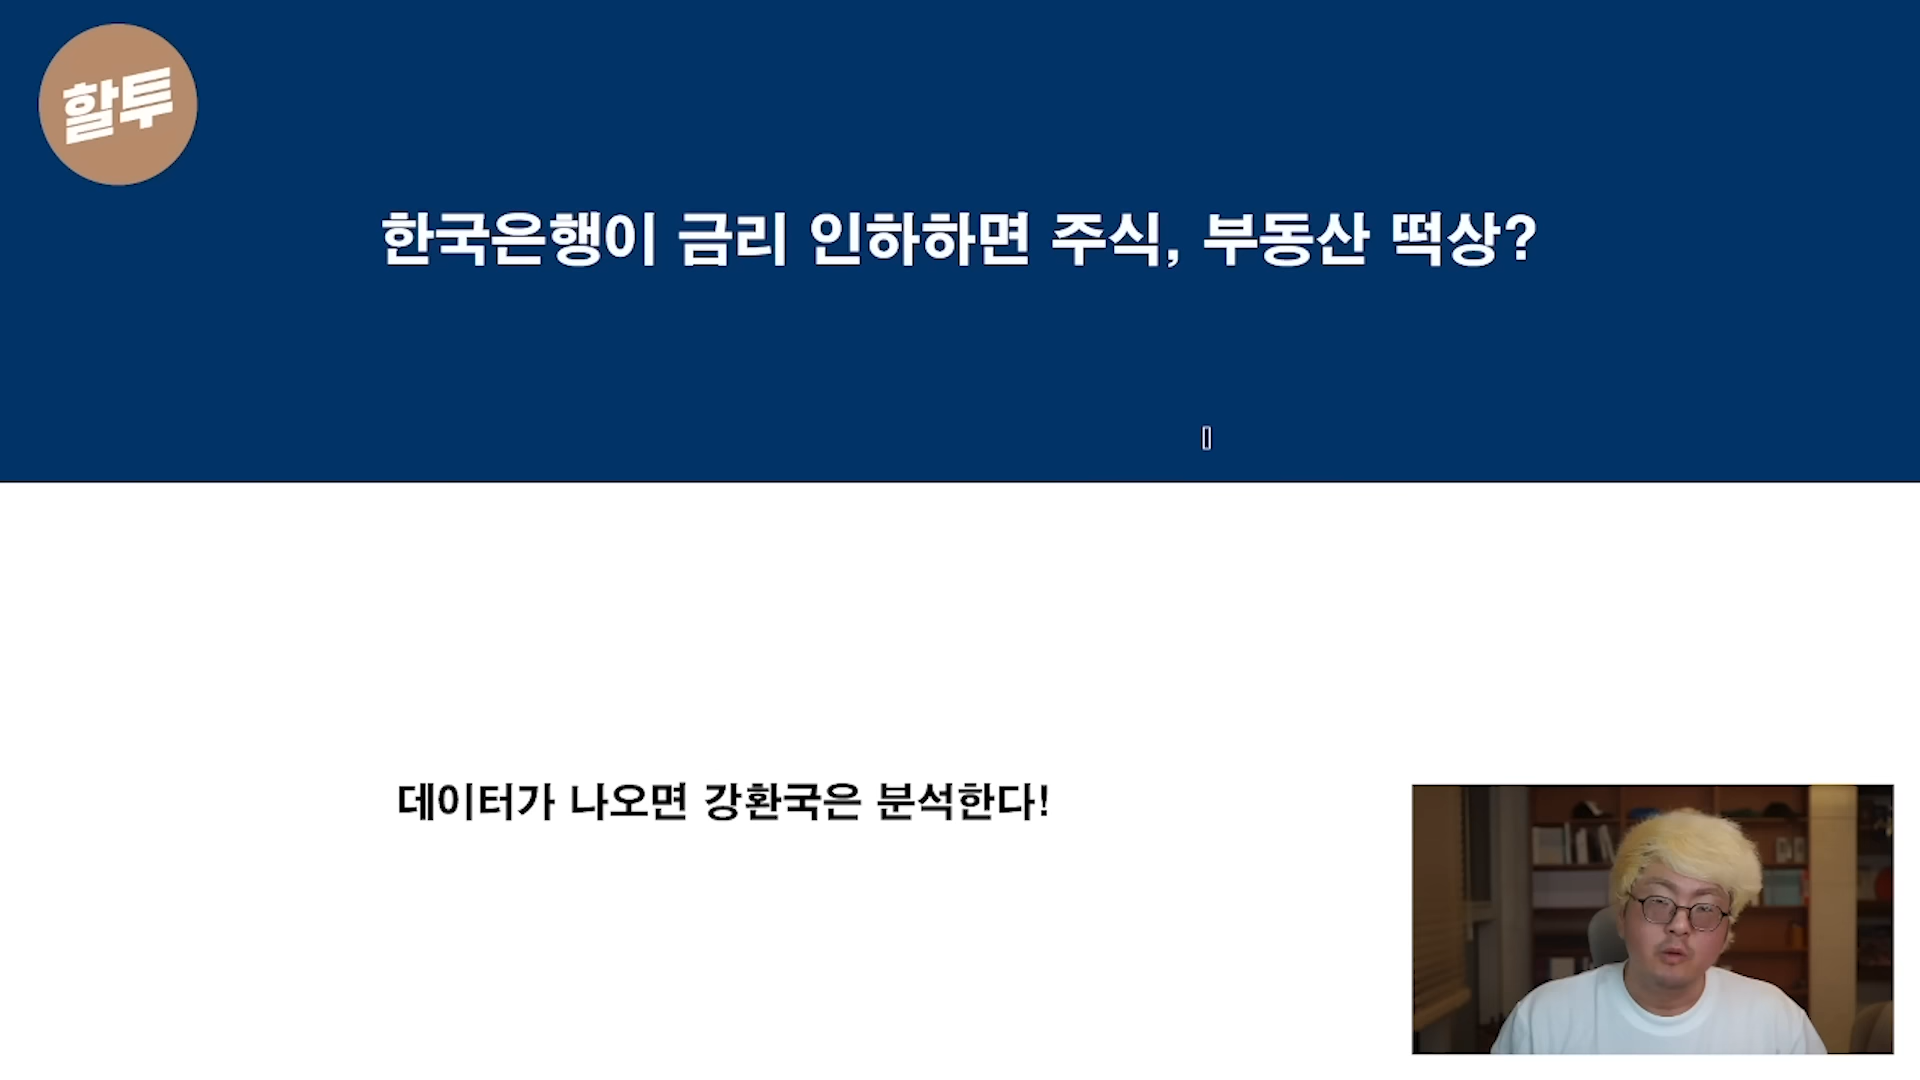 할투
한국은행이 금리 인하하면 주식, 부동산 떡상?
데이터가 나오면 강환국은 분석한다!